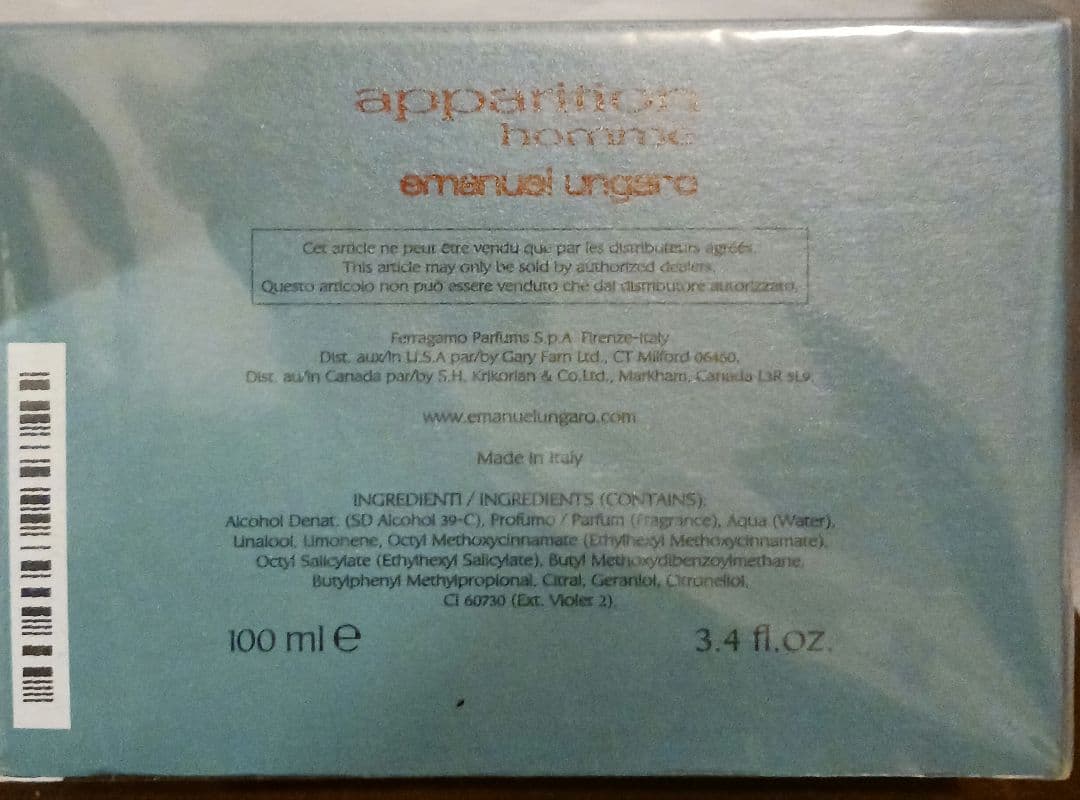 apparition
homme
emanuel ungaro
Cet article ne peut être vendu que par les distributeurs agréés.
This article may only be sold by authorized dealers.
Questo articolo non può essere venduto che dal distributore autorizzato.
Ferragamo Parfums S.p.A. Firenze-Italy
Dist. aux/in U.S.A par/by Gary Farn Ltd., CT Milford 06460.
Dist. au/in Canada par/by S.H. Krikorian & Co.Ltd., Markham, Canada L3R 5L9.
www.emanuelungaro.com
Made in Italy
INGREDIENTI / INGREDIENTS (CONTAINS):
Alcohol Denat. (SD Alcohol 39-C), Profumo / Parfum (Fragrance), Aqua (Water),
Linalool, Limonene, Octyl Methoxycinnamate (Ethylhexyl Methoxycinnamate),
Octyl Salicylate (Ethylhexyl Salicylate), Butyl Methoxydibenzoylmethane,
Butylphenyl Methylpropional, Citral, Geraniol, Citronellol,
CI 60730 (Ext. Violet 2).
100 ml e 3.4 fl.oz.